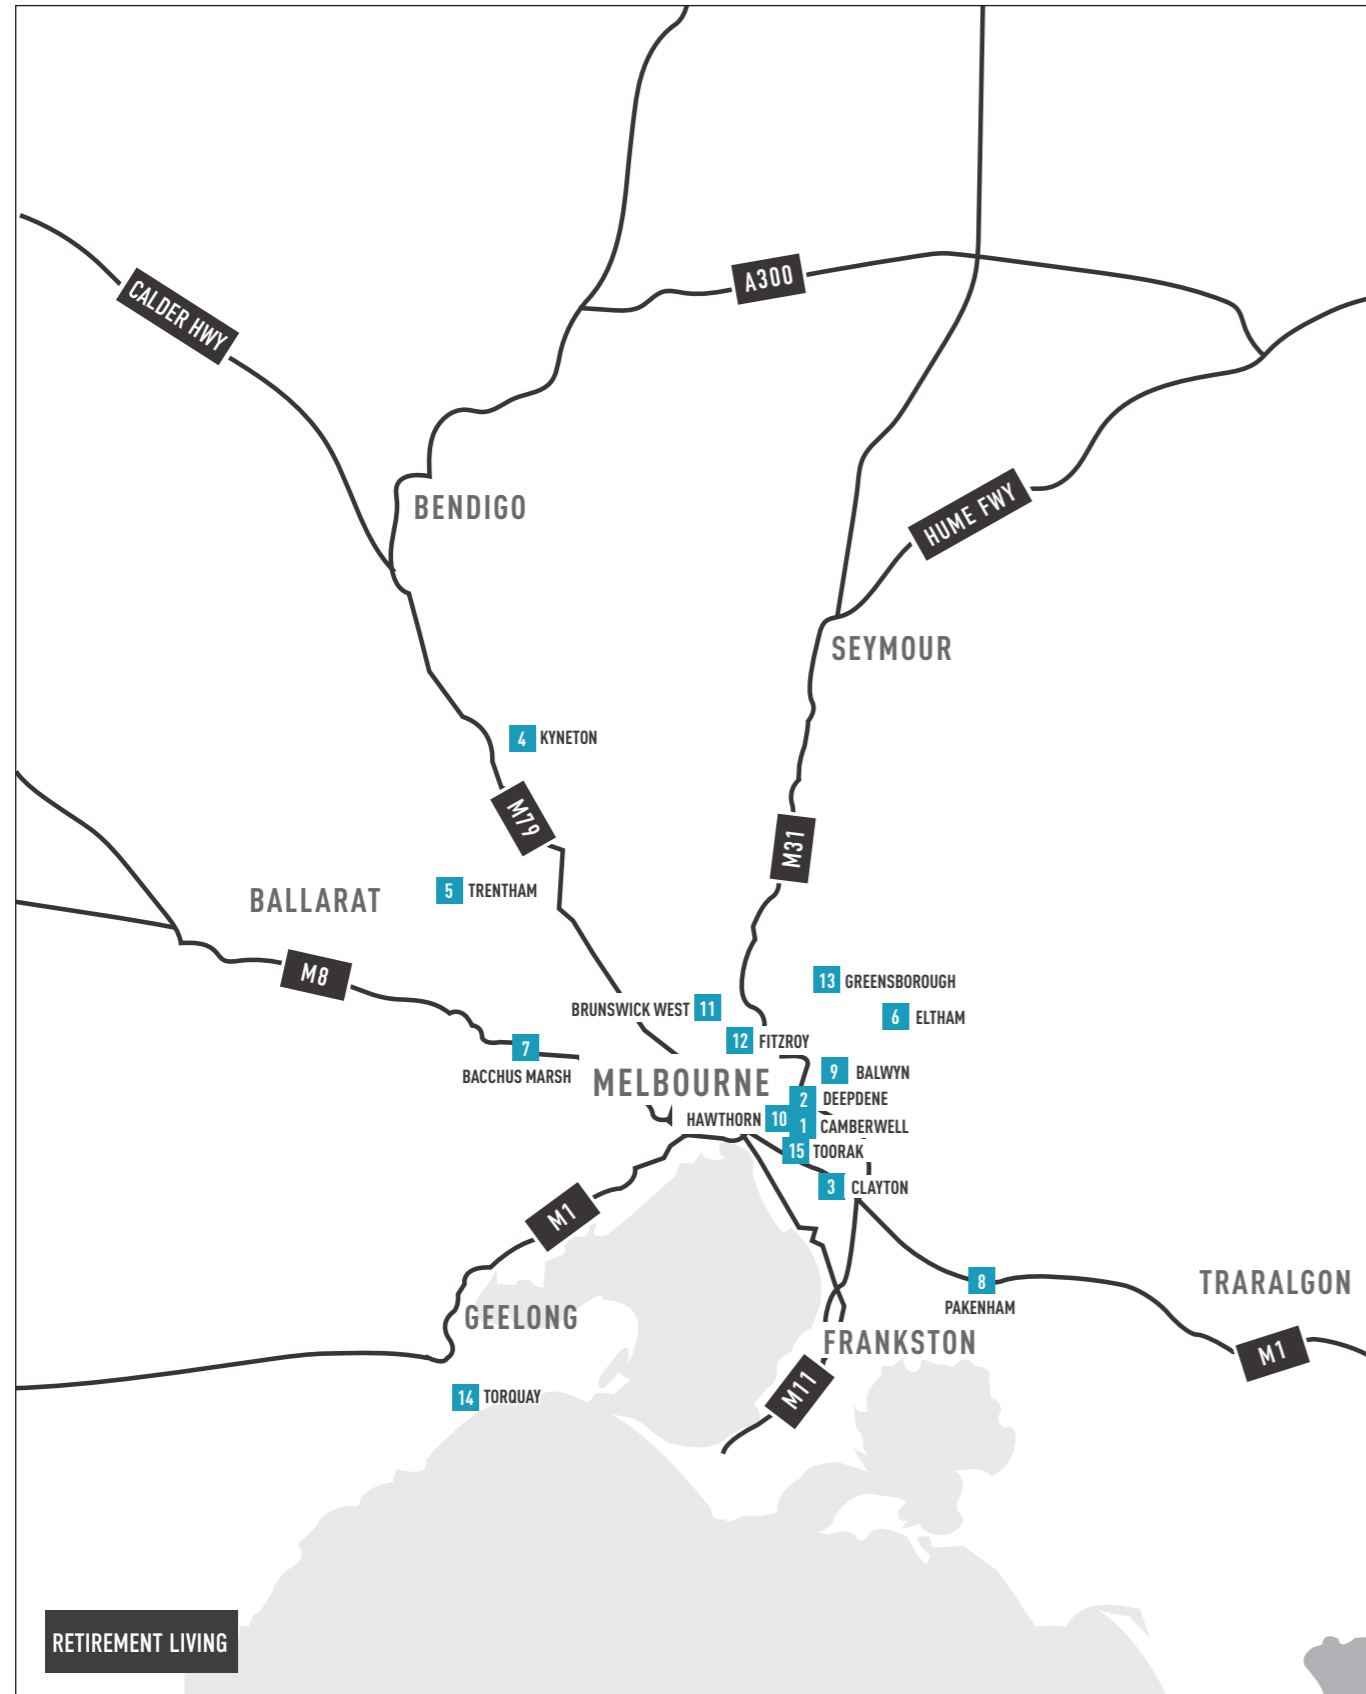 A300
CALDER HWY
BENDIGO
HUME FWY
SEYMOUR
4 KYNETON
M79
M31
5 TRENTHAM
BALLARAT
M8
13 GREENSBOROUGH
BRUNSWICK WEST 11
6 ELTHAM
12 FITZROY
7
BACCHUS MARSH
MELBOURNE
9 BALWYN
2 DEEPDENE
HAWTHORN 10
1 CAMBERWELL
15 TOORAK
3 CLAYTON
M1
8
PAKENHAM
TRARALGON
GEELONG
FRANKSTON
M1
M11
14 TORQUAY
RETIREMENT LIVING